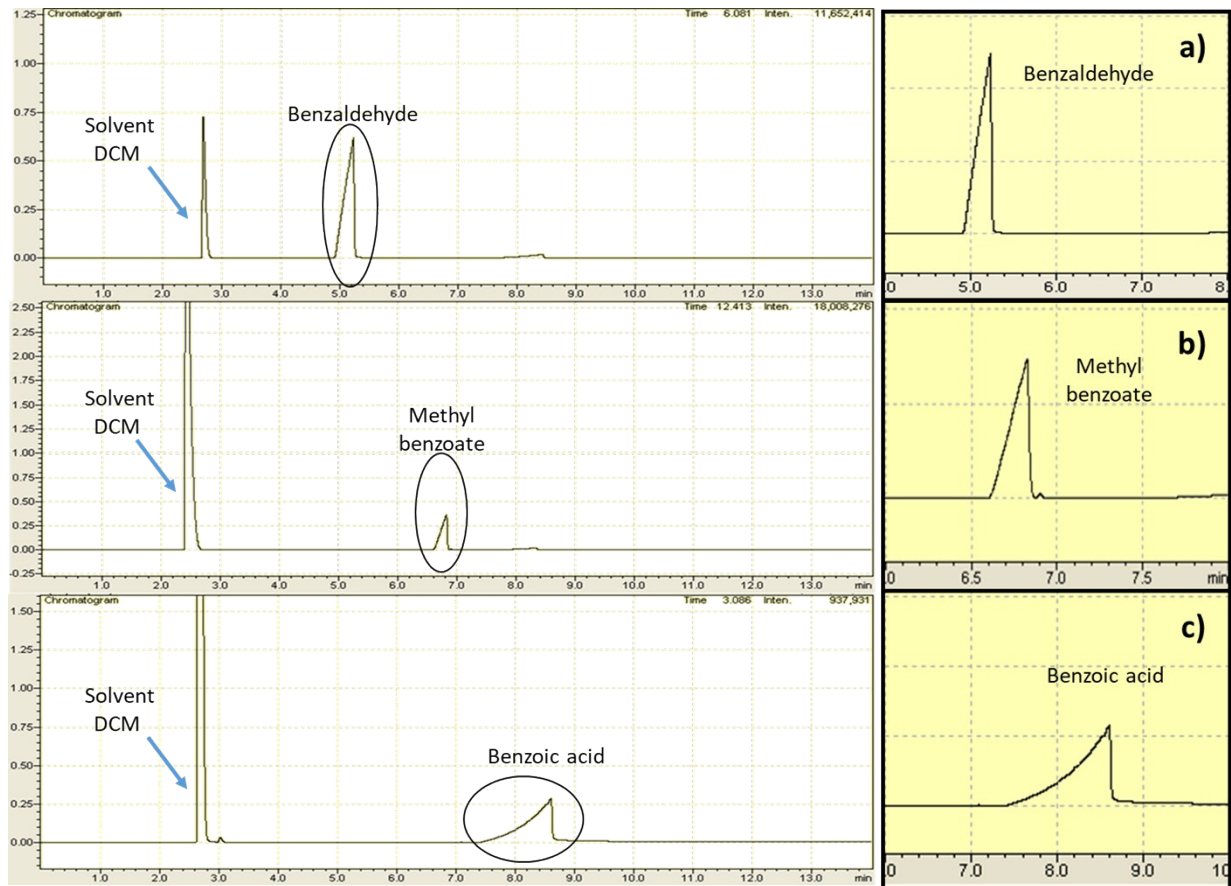 Chromatogram Time 6.081 Inten. 11,652,414
1.25
1.00
0.75
0.50
0.25
0.00
Solvent
DCM
Benzaldehyde
1.0 2.0 3.0 4.0 5.0 6.0 7.0 8.0 9.0 10.0 11.0 12.0 13.0 min
a)
Benzaldehyde
.0 5.0 6.0 7.0 8.
Chromatogram Time 12.413 Inten. 18,008,276
2.50
2.25
2.00
1.75
1.50
1.25
1.00
0.75
0.50
0.25
0.00
-0.25
Solvent
DCM
Methyl
benzoate
1.0 2.0 3.0 4.0 5.0 6.0 7.0 8.0 9.0 10.0 11.0 12.0 13.0 min
b)
Methyl
benzoate
.0 6.5 7.0 7.5 min
Chromatogram Time 3.086 Inten. 937,931
1.50
1.25
1.00
0.75
0.50
0.25
0.00
Solvent
DCM
Benzoic acid
1.0 2.0 3.0 4.0 5.0 6.0 7.0 8.0 9.0 10.0 11.0 12.0 13.0 min
c)
Benzoic acid
.0 7.0 8.0 9.0 10.0 1